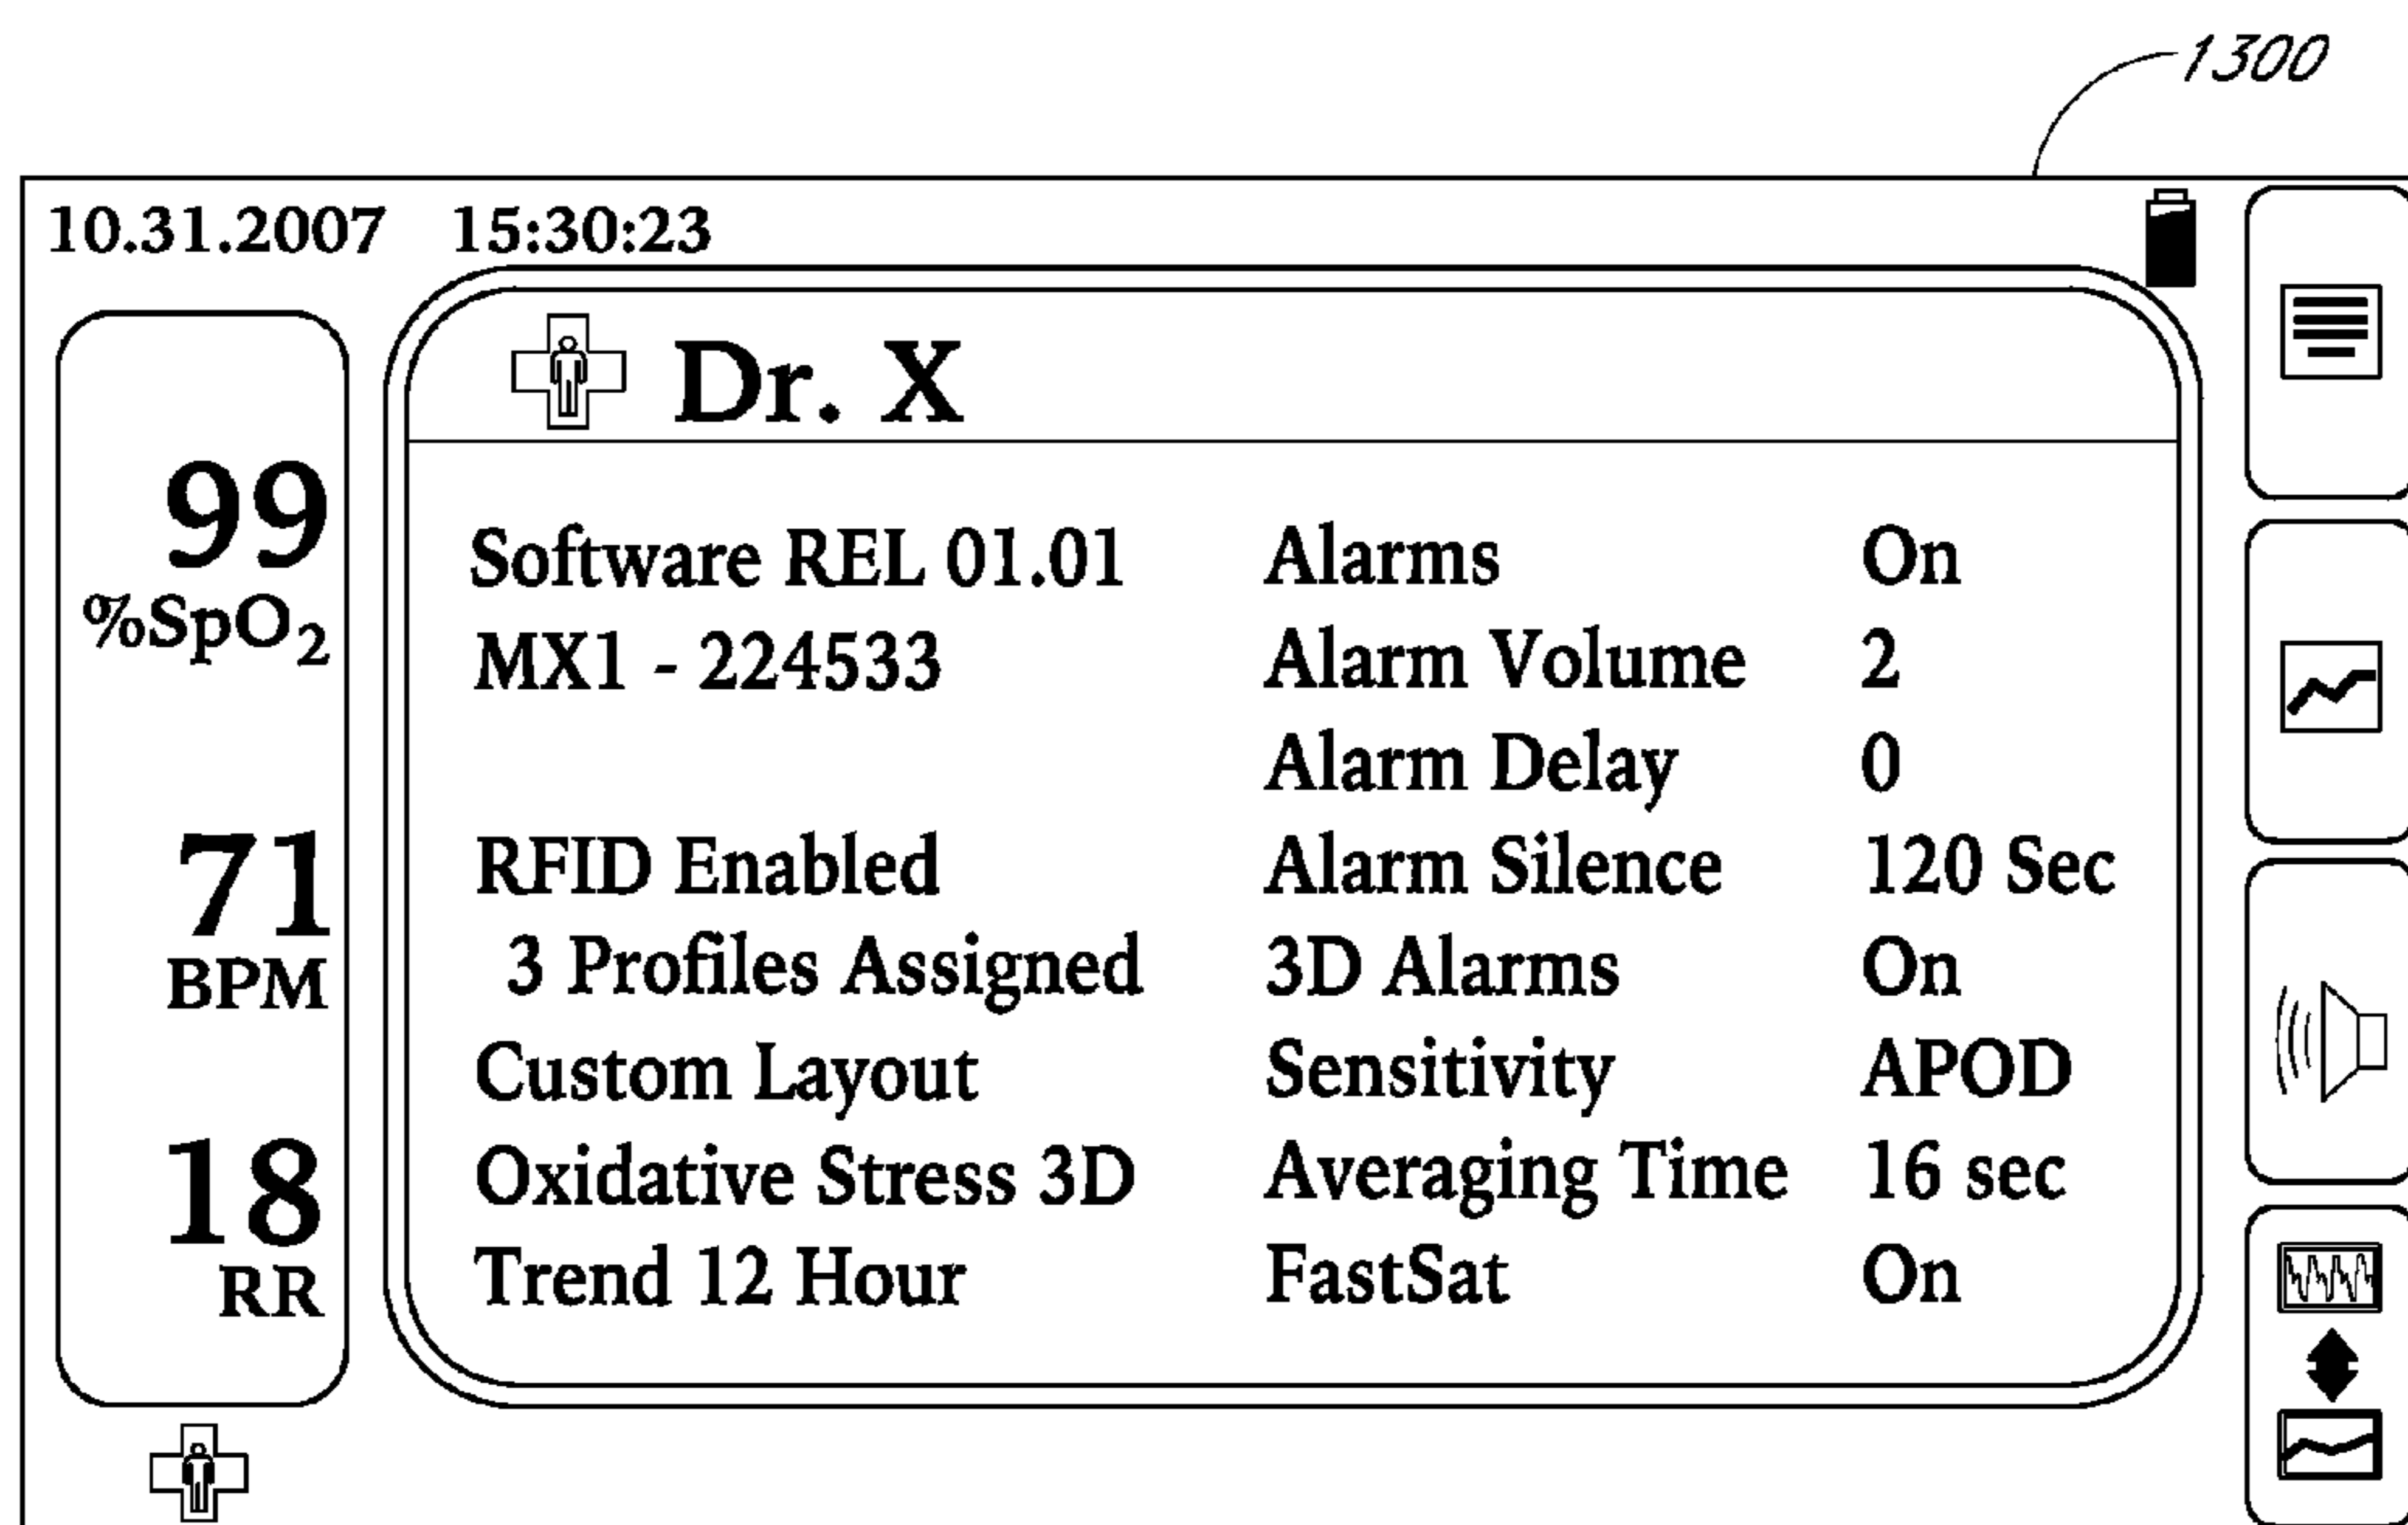 1300
10.31.2007 15:30:23
99
%SpO₂
71
BPM
18
RR
Dr. X
Software REL 01.01
MX1 - 224533
RFID Enabled
3 Profiles Assigned
Custom Layout
Oxidative Stress 3D
Trend 12 Hour
Alarms On
Alarm Volume 2
Alarm Delay 0
Alarm Silence 120 Sec
3D Alarms On
Sensitivity APOD
Averaging Time 16 sec
FastSat On